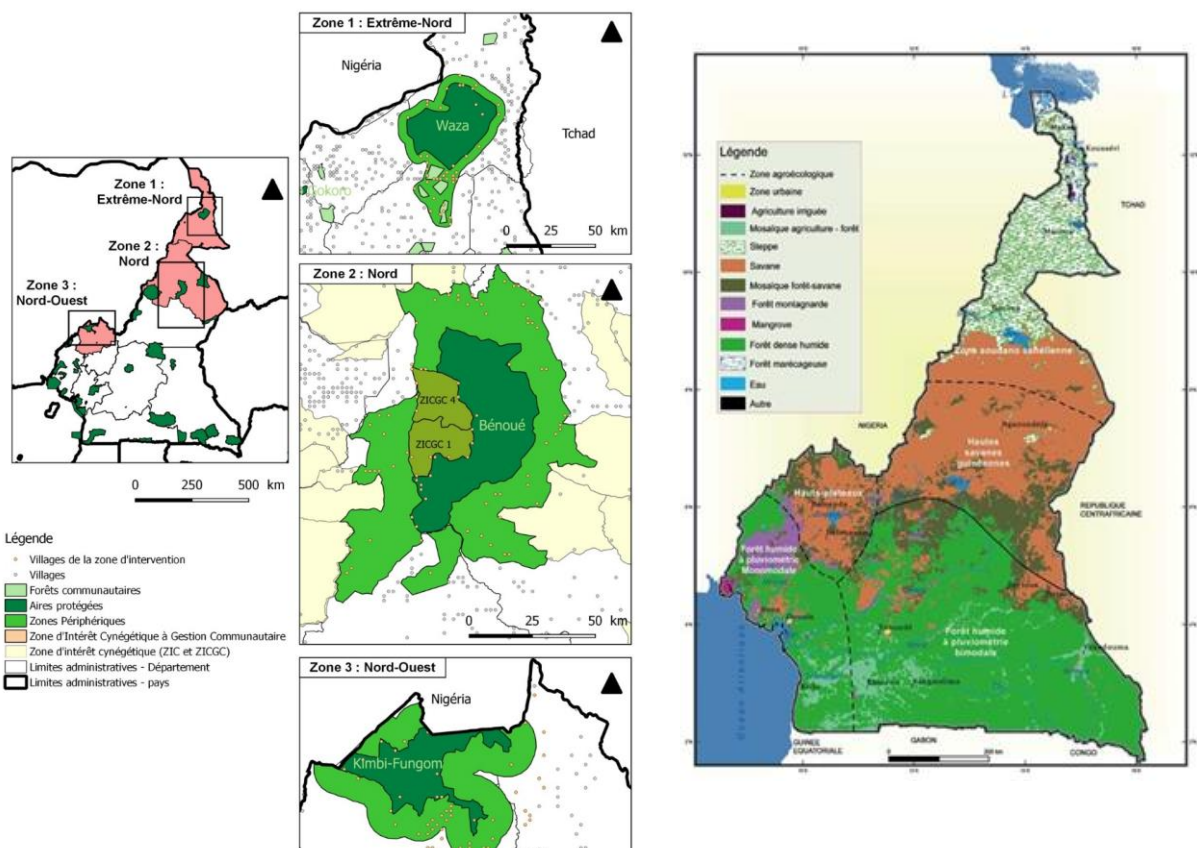 Zone 1 :
Extrême-Nord
Zone 2 :
Nord
Zone 3 :
Nord-Ouest
0 250 500 km
Légende
Villages de la zone d'intervention
Villages
Forêts communautaires
Aires protégées
Zones Périphériques
Zone d'Intérêt Cynégétique à Gestion Communautaire
Zone d'intérêt cynégétique (ZIC et ZICGC)
Limites administratives - Département
Limites administratives - pays
Zone 1 : Extrême-Nord
Nigéria
Waza
Tchad
0 25 50 km
Zone 2: Nord
ZICGC 4
Bénoué
ZICGC 1
0 25 50 km
Zone 3 : Nord-Ouest
Nigéria
Kimbi-Fungom
Légende
Zone agroécologique
Zone urbaine
Agriculture irriguée
Mosaïque agriculture - forêt
Steppe
Savane
Mosaïque forêt-savane
Forêt montagnarde
Mangrove
Forêt dense humide
Forêt marécageuse
Eau
Autre
TCHAD
Zone soudano sahélienne
NIGERIA
Hautes
savanes
guinéennes
Hauts-plateaux
REPUBLIQUE
CENTRAFRICAINE
Forêt humide
à pluviométrie
Monomodale
Forêt humide
à pluviométrie
bimodale
GUINEE
EQUATORIALE
GABON
CONGO
0 200 km